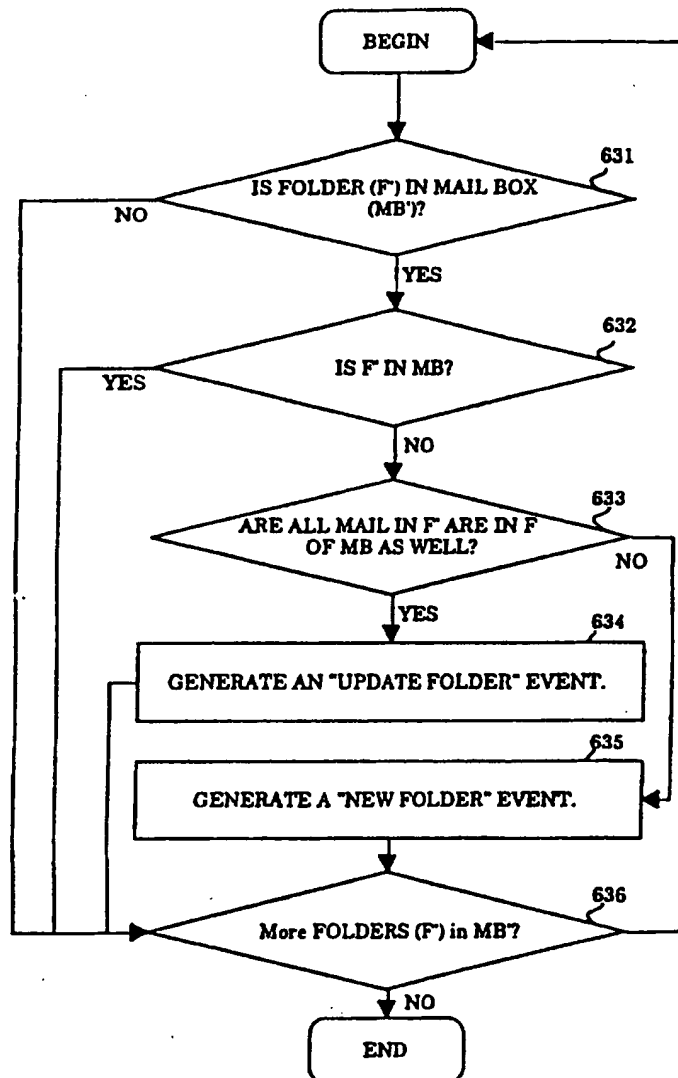 BEGIN
631
IS FOLDER (F') IN MAIL BOX
(MB')?
NO
YES
632
IS F' IN MB?
YES
NO
633
ARE ALL MAIL IN F' ARE IN F
OF MB AS WELL?
NO
YES
634
GENERATE AN "UPDATE FOLDER" EVENT.
635
GENERATE A "NEW FOLDER" EVENT.
636
More FOLDERS (F') in MB'?
NO
END